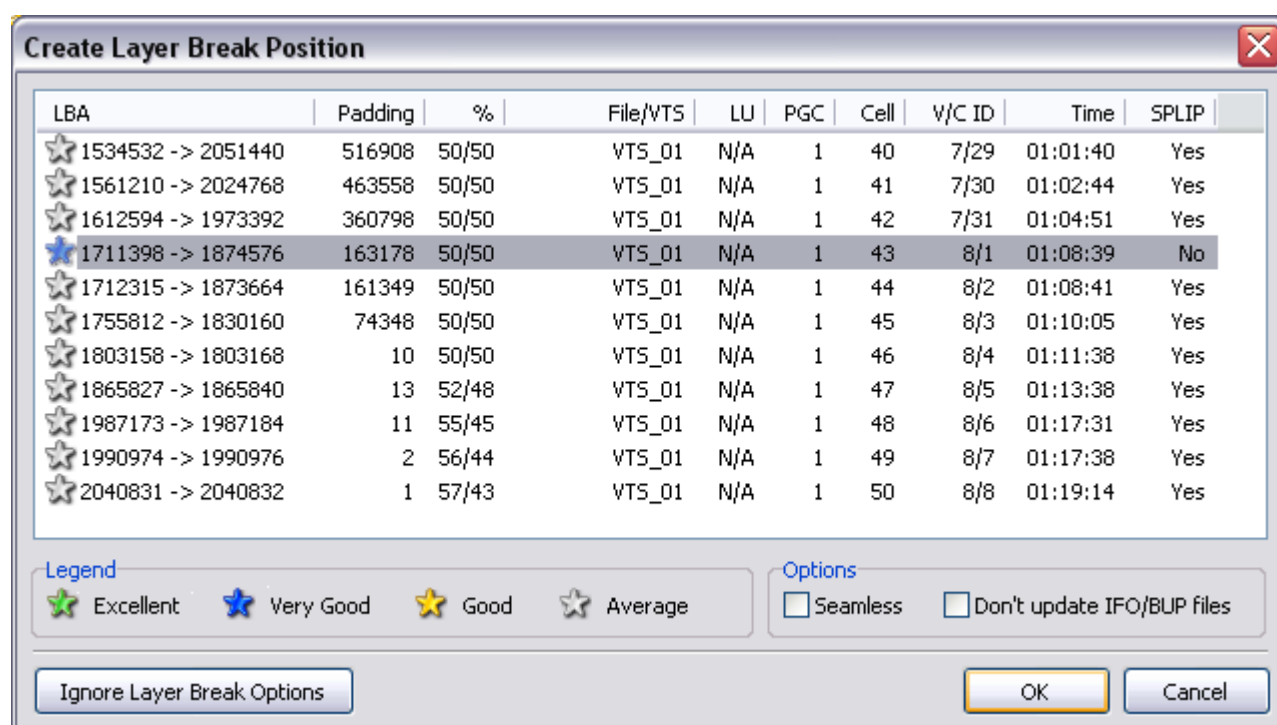 Create Layer Break Position
LBA Padding % File/VTS LU PGC Cell V/C ID Time SPLIP
1534532 -> 2051440 516908 50/50 VTS_01 N/A 1 40 7/29 01:01:40 Yes
1561210 -> 2024768 463558 50/50 VTS_01 N/A 1 41 7/30 01:02:44 Yes
1612594 -> 1973392 360798 50/50 VTS_01 N/A 1 42 7/31 01:04:51 Yes
1711398 -> 1874576 163178 50/50 VTS_01 N/A 1 43 8/1 01:08:39 No
1712315 -> 1873664 161349 50/50 VTS_01 N/A 1 44 8/2 01:08:41 Yes
1755812 -> 1830160 74348 50/50 VTS_01 N/A 1 45 8/3 01:10:05 Yes
1803158 -> 1803168 10 50/50 VTS_01 N/A 1 46 8/4 01:11:38 Yes
1865827 -> 1865840 13 52/48 VTS_01 N/A 1 47 8/5 01:13:38 Yes
1987173 -> 1987184 11 55/45 VTS_01 N/A 1 48 8/6 01:17:31 Yes
1990974 -> 1990976 2 56/44 VTS_01 N/A 1 49 8/7 01:17:38 Yes
2040831 -> 2040832 1 57/43 VTS_01 N/A 1 50 8/8 01:19:14 Yes
Legend Options
Excellent Very Good Good Average Seamless Don't update IFO/BUP files
Ignore Layer Break Options OK Cancel